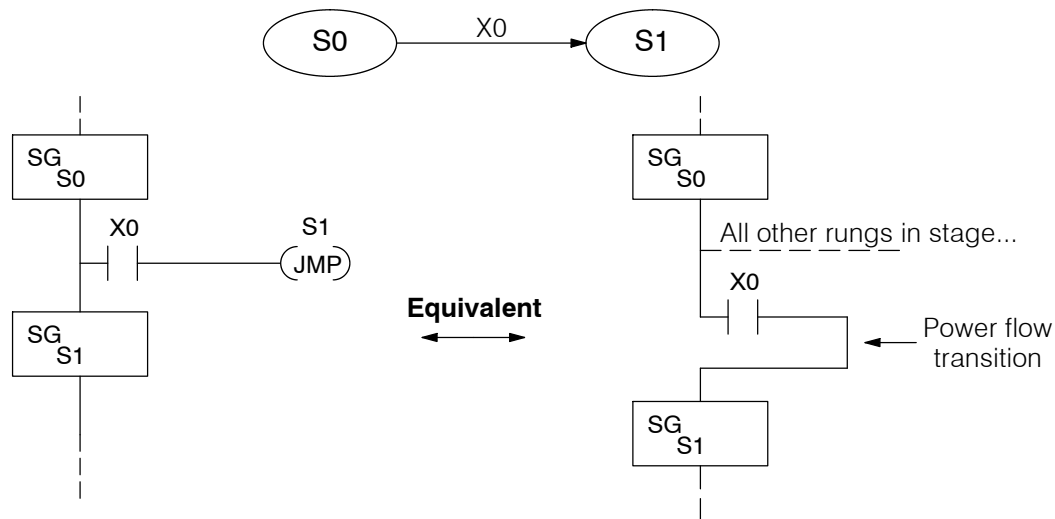 S0
X0
S1
SG
S0
X0
S1
JMP
SG
S1
Equivalent
SG
S0
All other rungs in stage...
X0
Power flow
transition
SG
S1